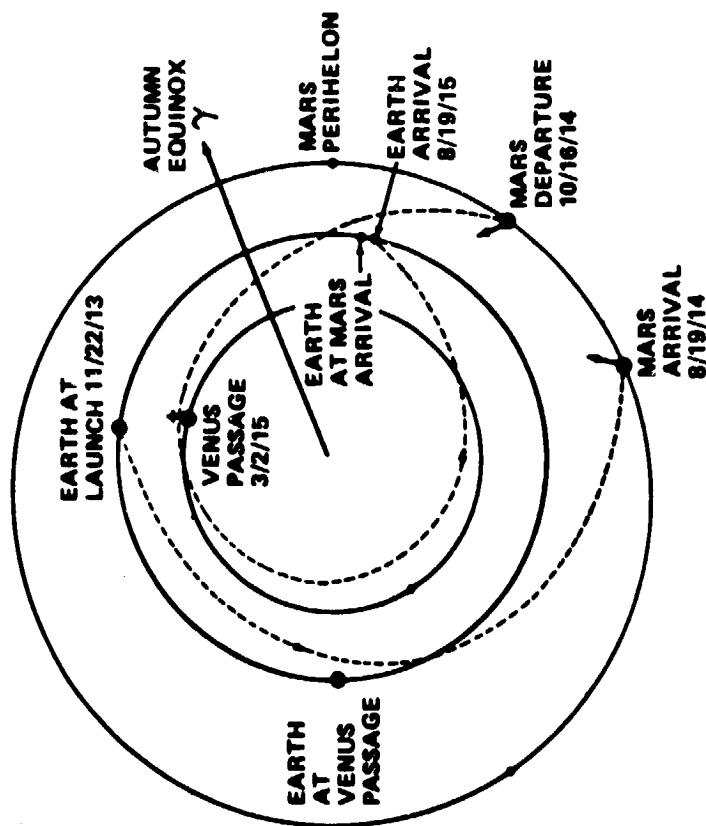 EARTH AT
LAUNCH 11/22/13
AUTUMN
EQUINOX
γ
VENUS
PASSAGE
3/2/15
MARS
PERIHELON
EARTH
AT MARS
ARRIVAL
EARTH
ARRIVAL
8/19/15
EARTH
AT
VENUS
PASSAGE
MARS
DEPARTURE
10/16/14
MARS
ARRIVAL
8/19/14